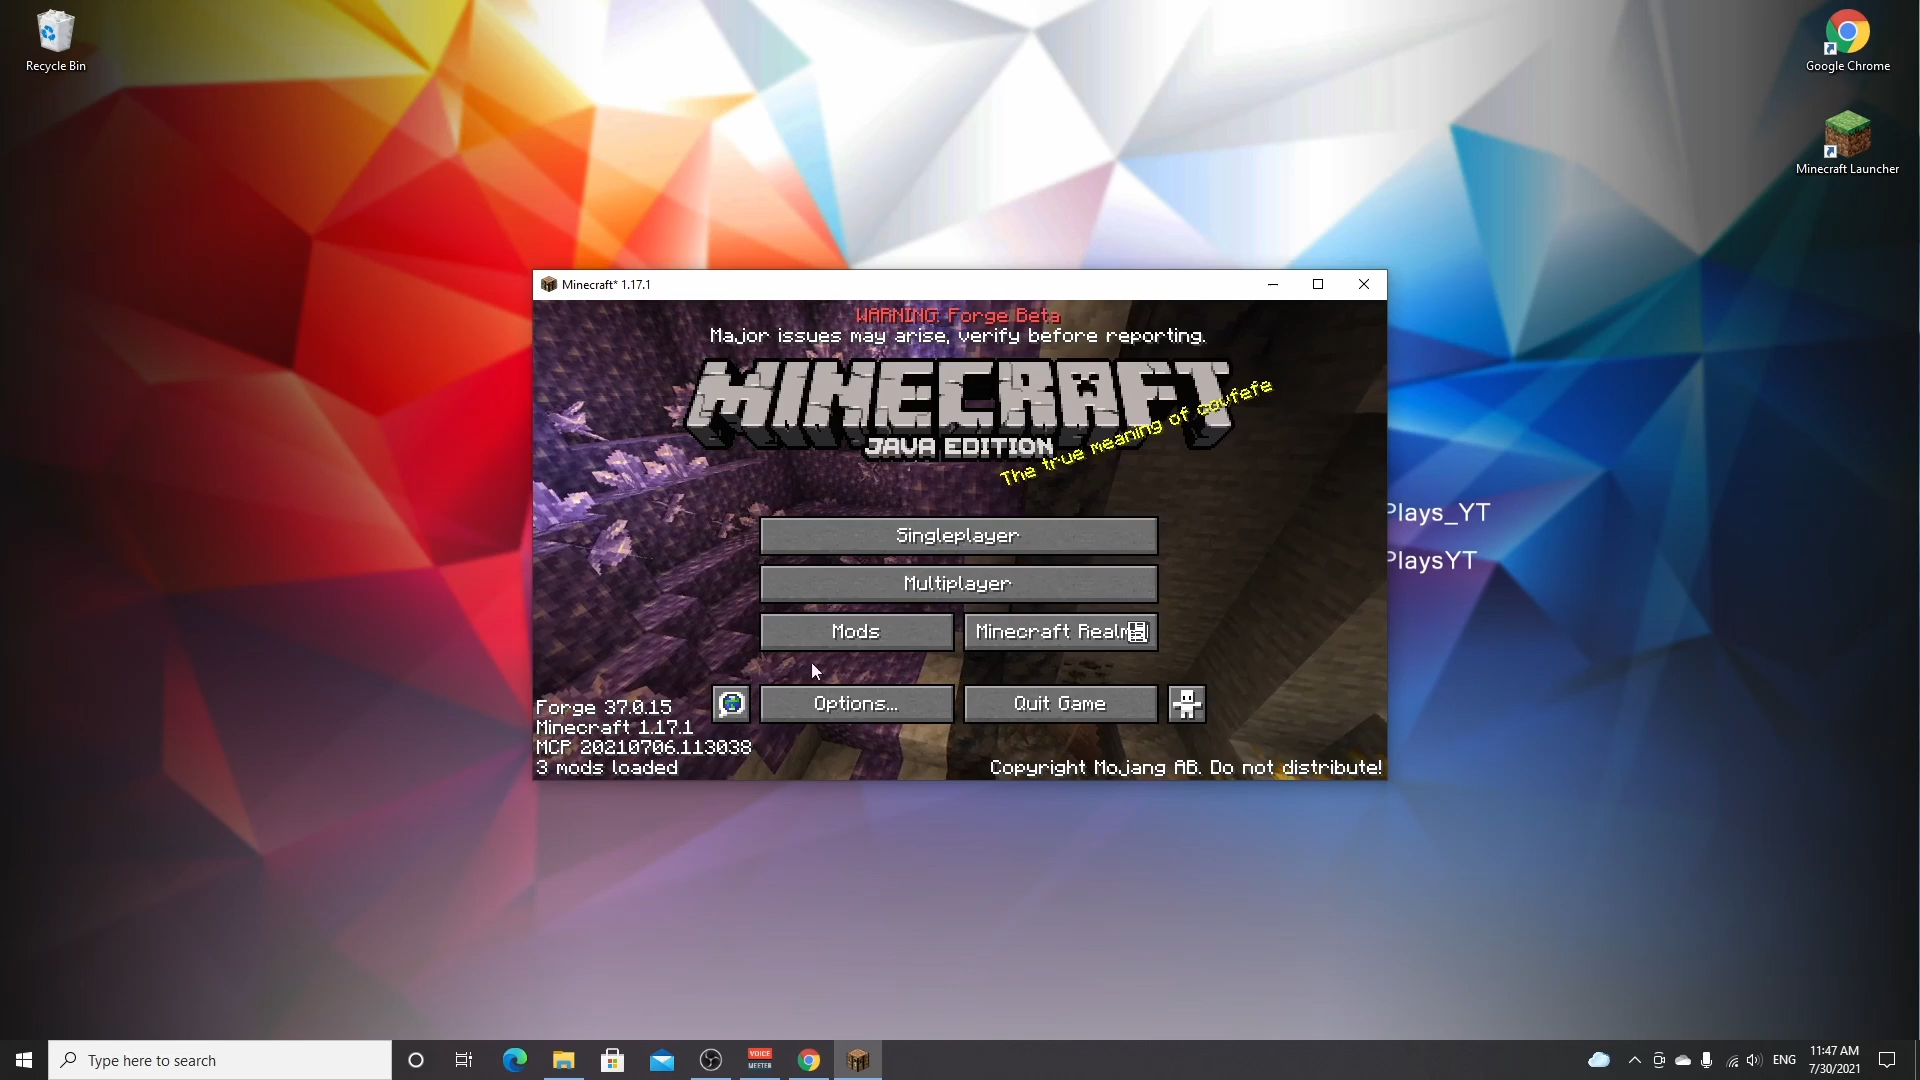 Recycle Bin
Google Chrome
Minecraft Launcher
Minecraft* 1.17.1
WARNING: Forge Beta
Major issues may arise, verify before reporting.
MINECRAFT
JAVA EDITION
The true meaning of covfefe
Singleplayer
Multiplayer
Mods
Minecraft Realm
Options...
Quit Game
Forge 37.0.15
Minecraft 1.17.1
MCP 20210706.113038
3 mods loaded
Copyright Mojang AB. Do not distribute!
Plays_YT
PlaysYT
Type here to search
VOICE
MEETER
ENG
11:47 AM
7/30/2021